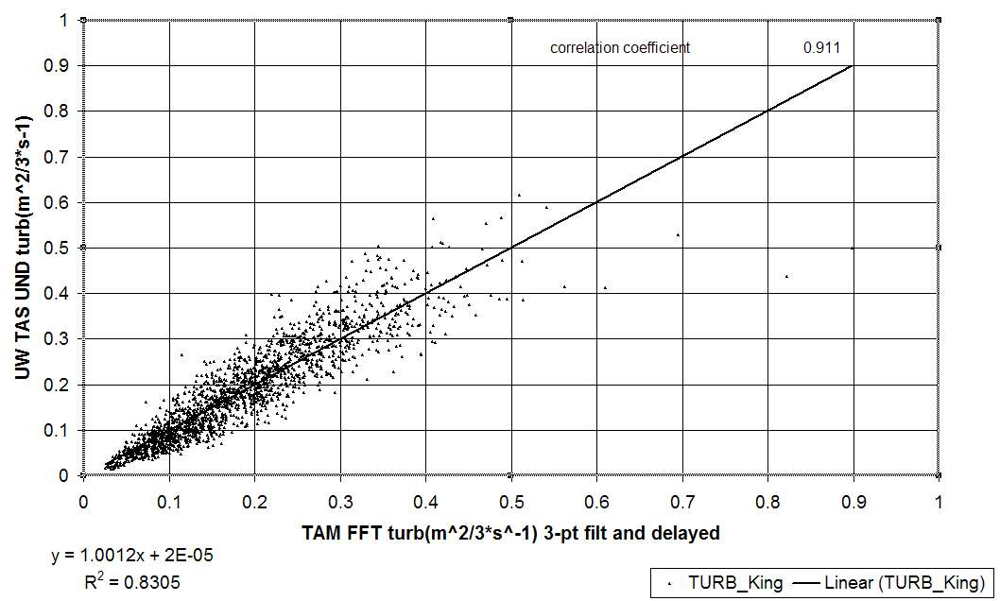 correlation coefficient 0.911
1
0.9
0.8
0.7
0.6
0.5
0.4
0.3
0.2
0.1
0
UW TAS UND turb(m^2/3*s-1)
0 0.1 0.2 0.3 0.4 0.5 0.6 0.7 0.8 0.9 1
TAM FFT turb(m^2/3*s^-1) 3-pt filt and delayed
y = 1.0012x + 2E-05
R² = 0.8305
TURB_King Linear (TURB_King)